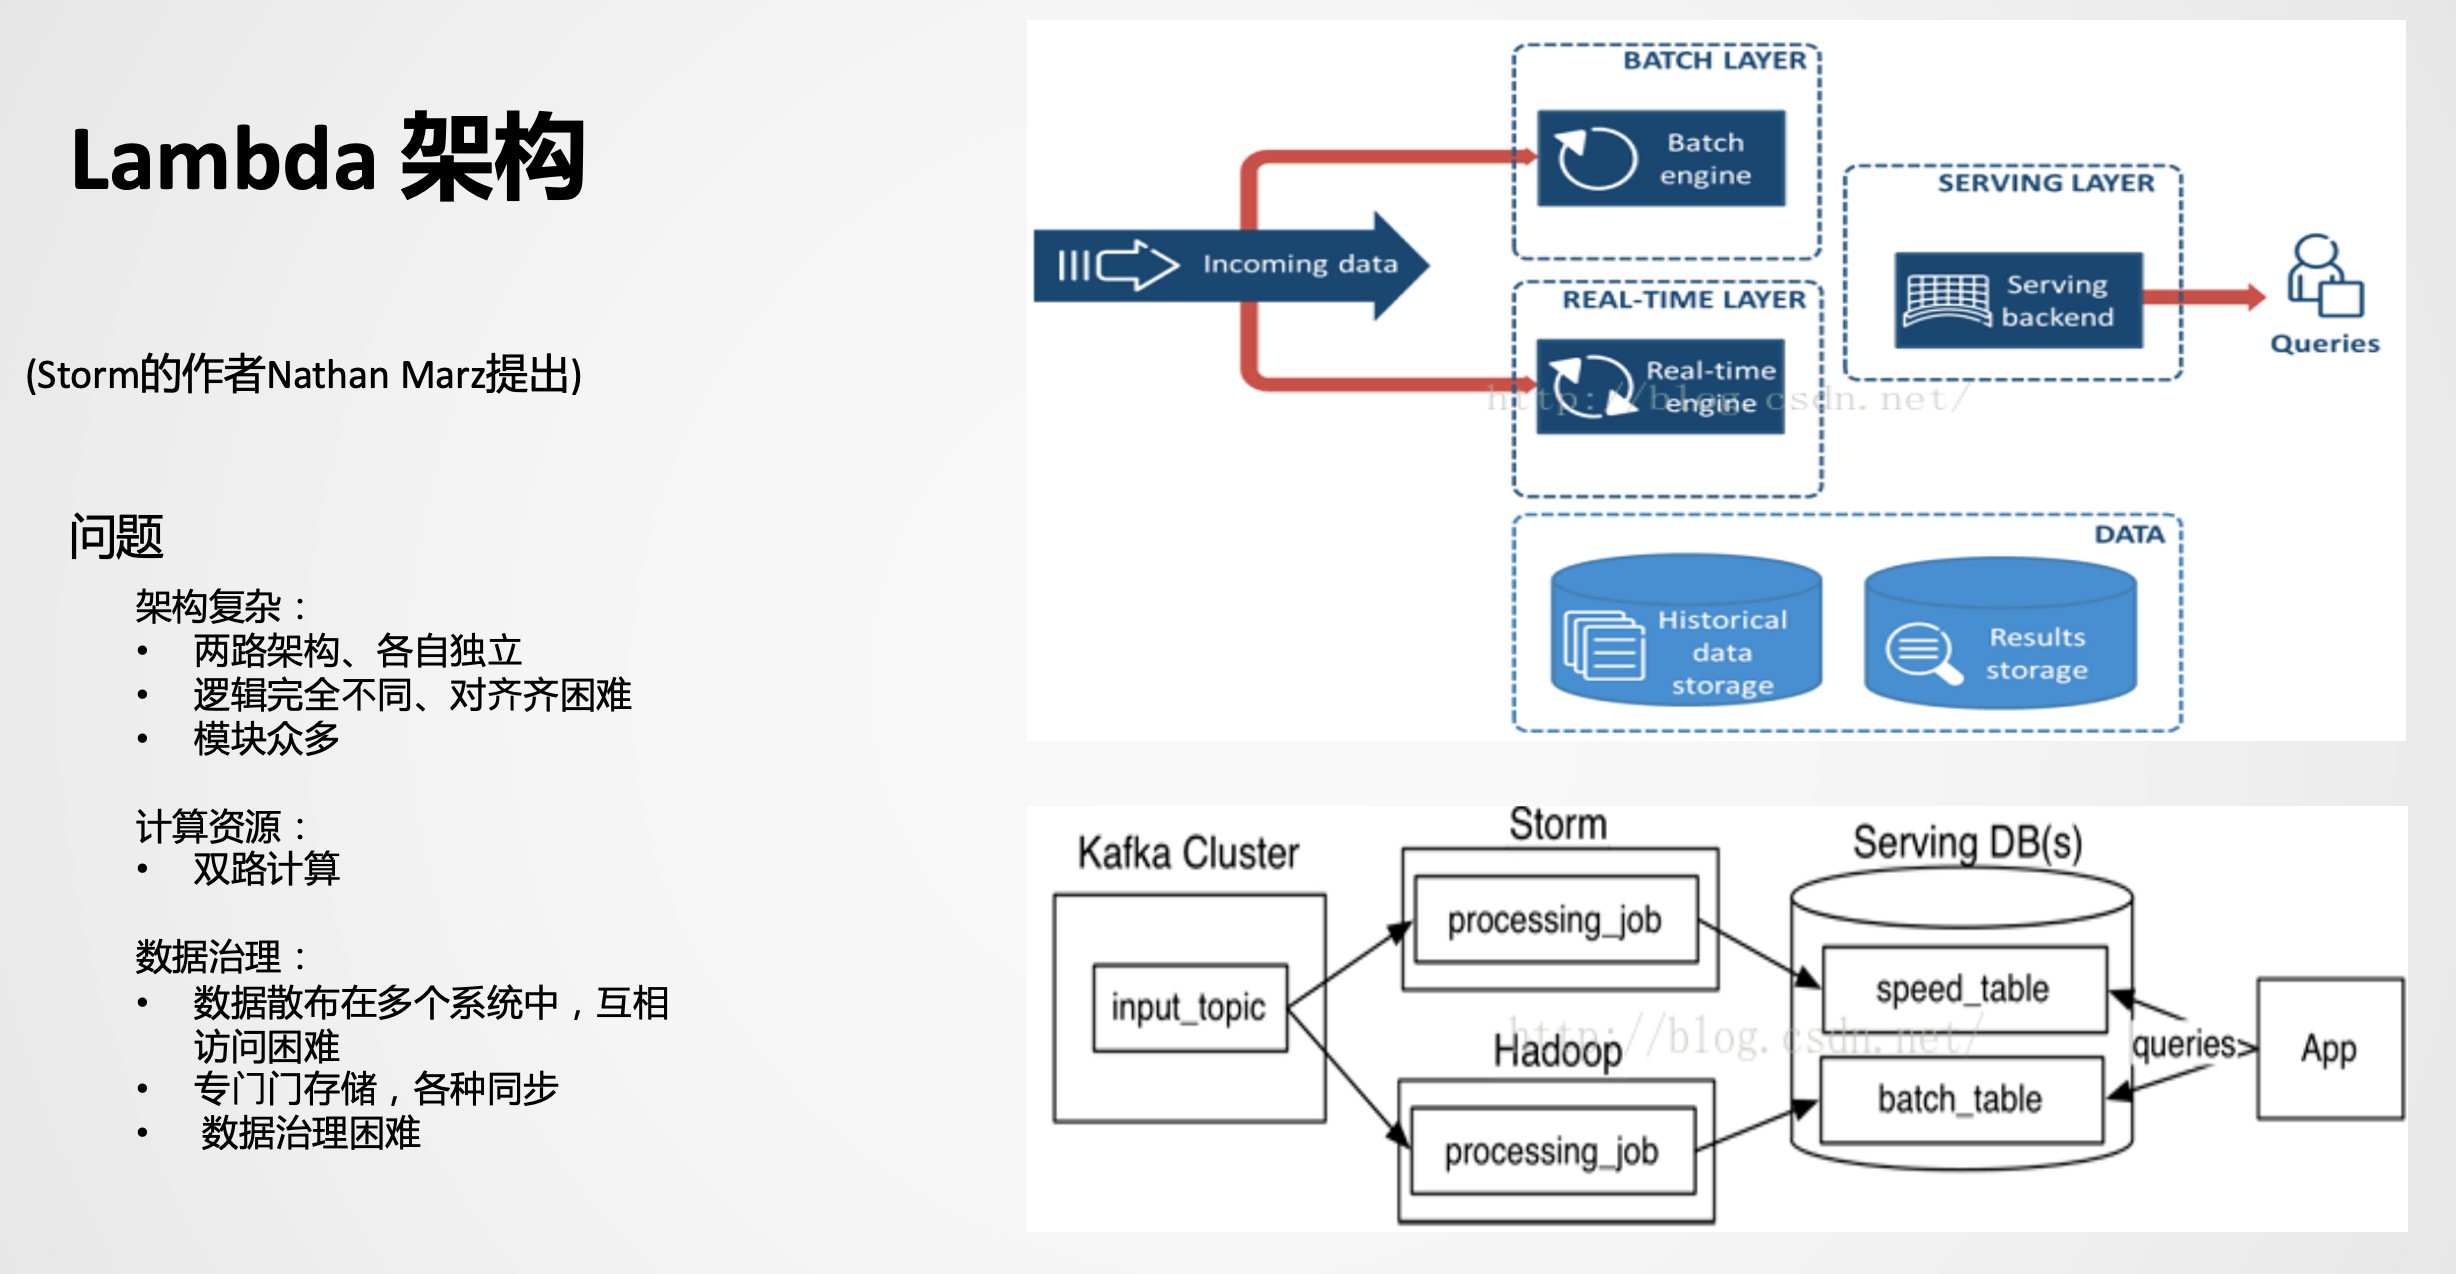 Lambda 架构
(Storm的作者Nathan Marz提出)
问题
架构复杂：
• 两路架构、各自独立
• 逻辑完全不同、对齐齐困难
• 模块众多
计算资源：
• 双路计算
数据治理：
• 数据散布在多个系统中，互相
访问困难
• 专门门存储，各种同步
• 数据治理困难
BATCH LAYER
Batch
engine
Incoming data
REAL-TIME LAYER
Real-time
engine
SERVING LAYER
Serving
backend
Queries
http://blog.csdn.net/
DATA
Historical
data
storage
Results
storage
Kafka Cluster
input_topic
Storm
processing_job
Hadoop
processing_job
Serving DB(s)
speed_table
batch_table
queries>
App
http://blog.csdn.net/